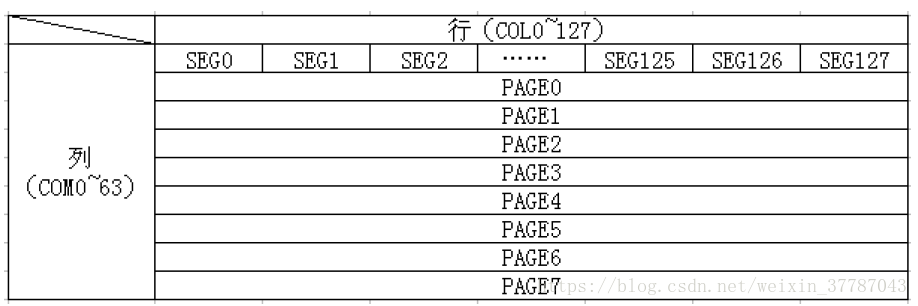 行（COL0~127）
SEG0 SEG1 SEG2 …… SEG125 SEG126 SEG127
列
（COM0~63）
PAGE0
PAGE1
PAGE2
PAGE3
PAGE4
PAGE5
PAGE6
PAGE7
https://blog.csdn.net/weixin_37787043